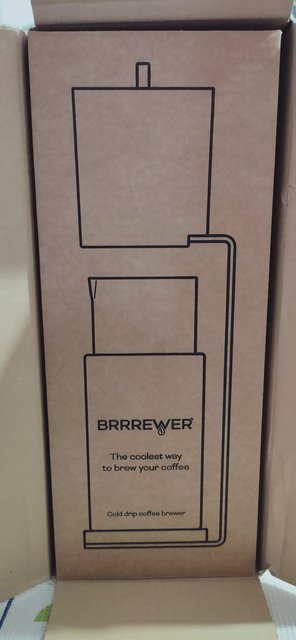 BRRREWER
The coolest way
to brew your coffee
Cold drip coffee brewer